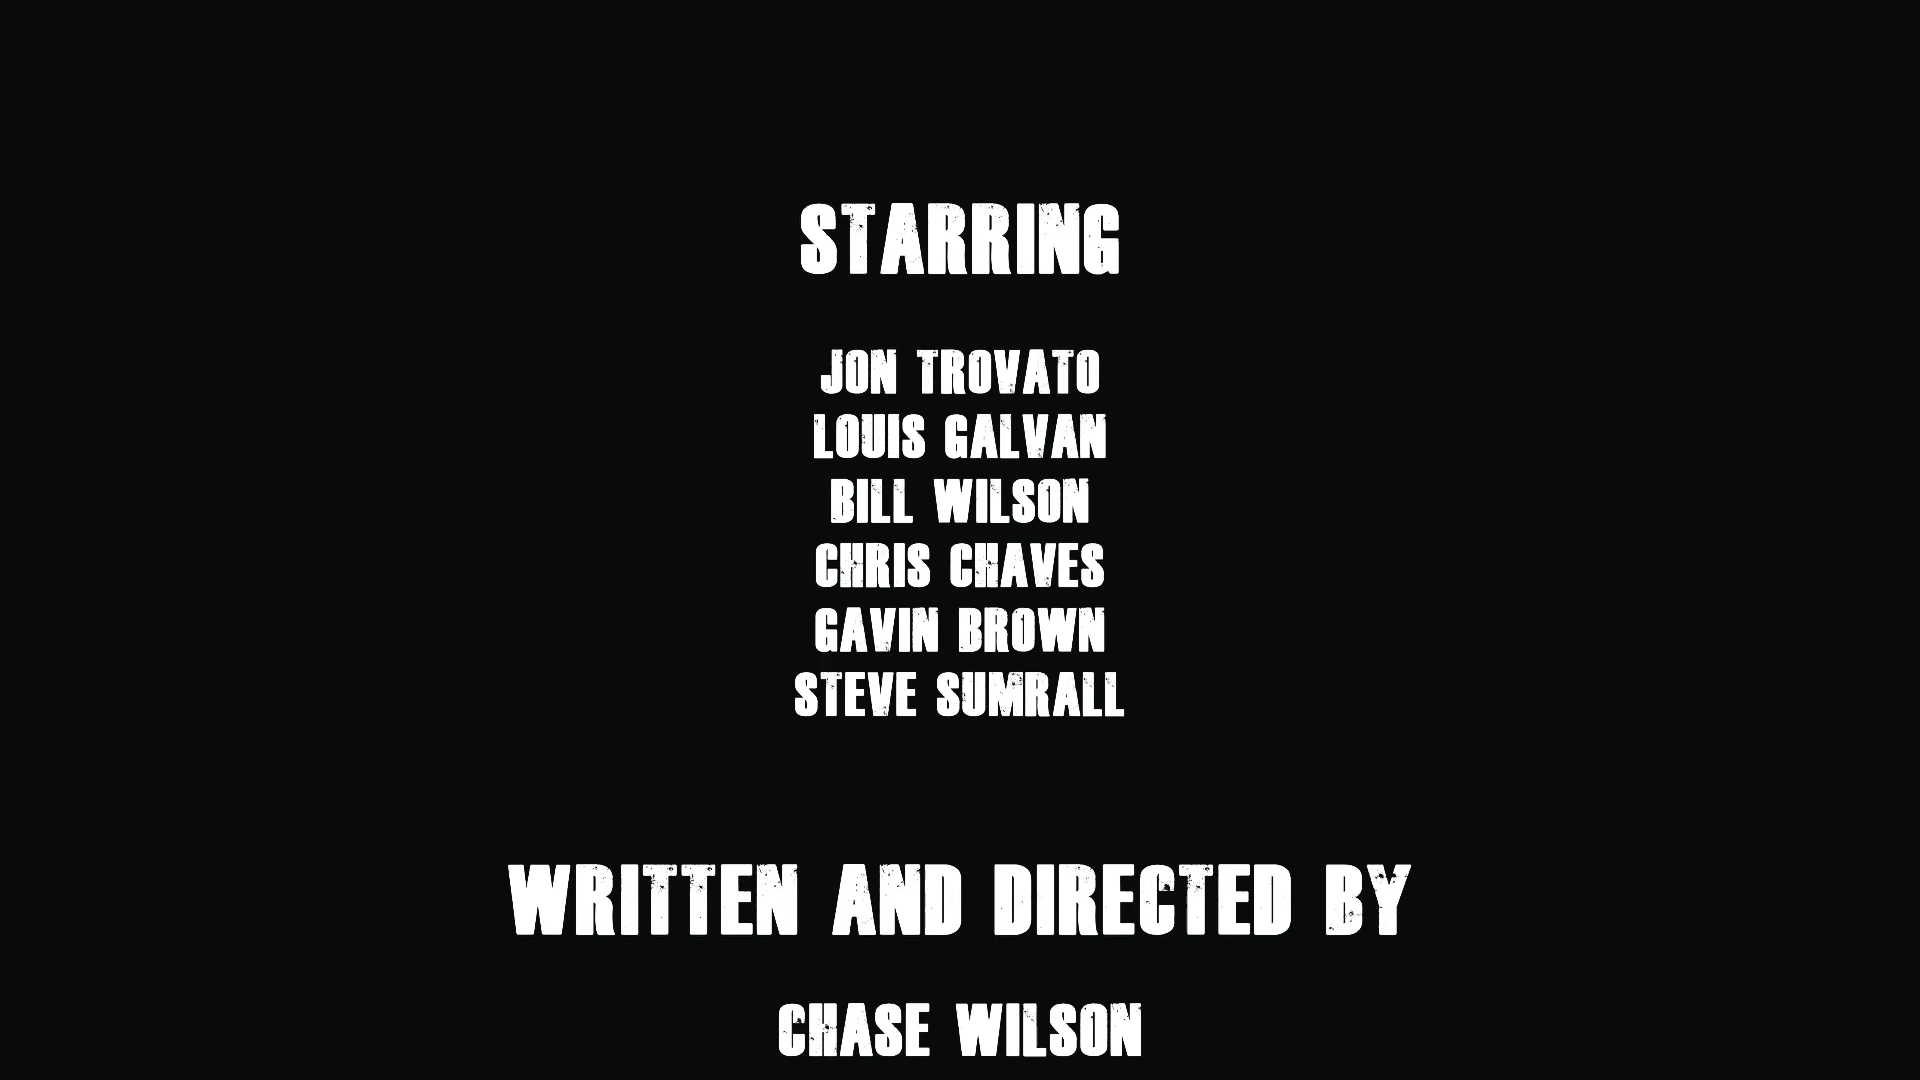 STARRING
JON TROVATO
LOUIS GALVAN
BILL WILSON
CHRIS CHAVES
GAVIN BROWN
STEVE SUMRALL
WRITTEN AND DIRECTED BY
CHASE WILSON